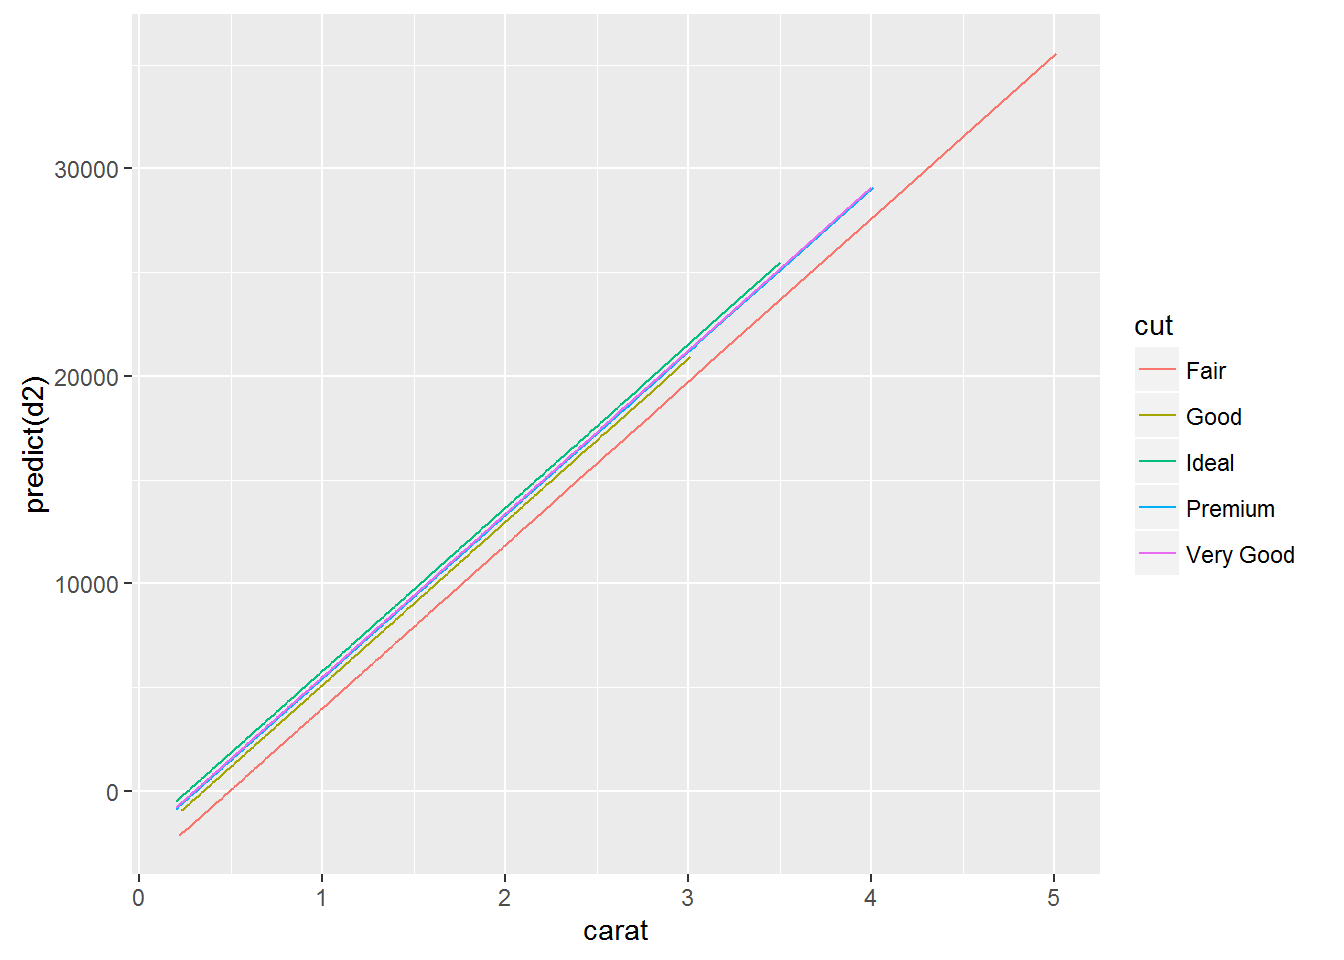 predict(d2)
30000
20000
10000
0
0 1 2 3 4 5
carat
cut
Fair
Good
Ideal
Premium
Very Good